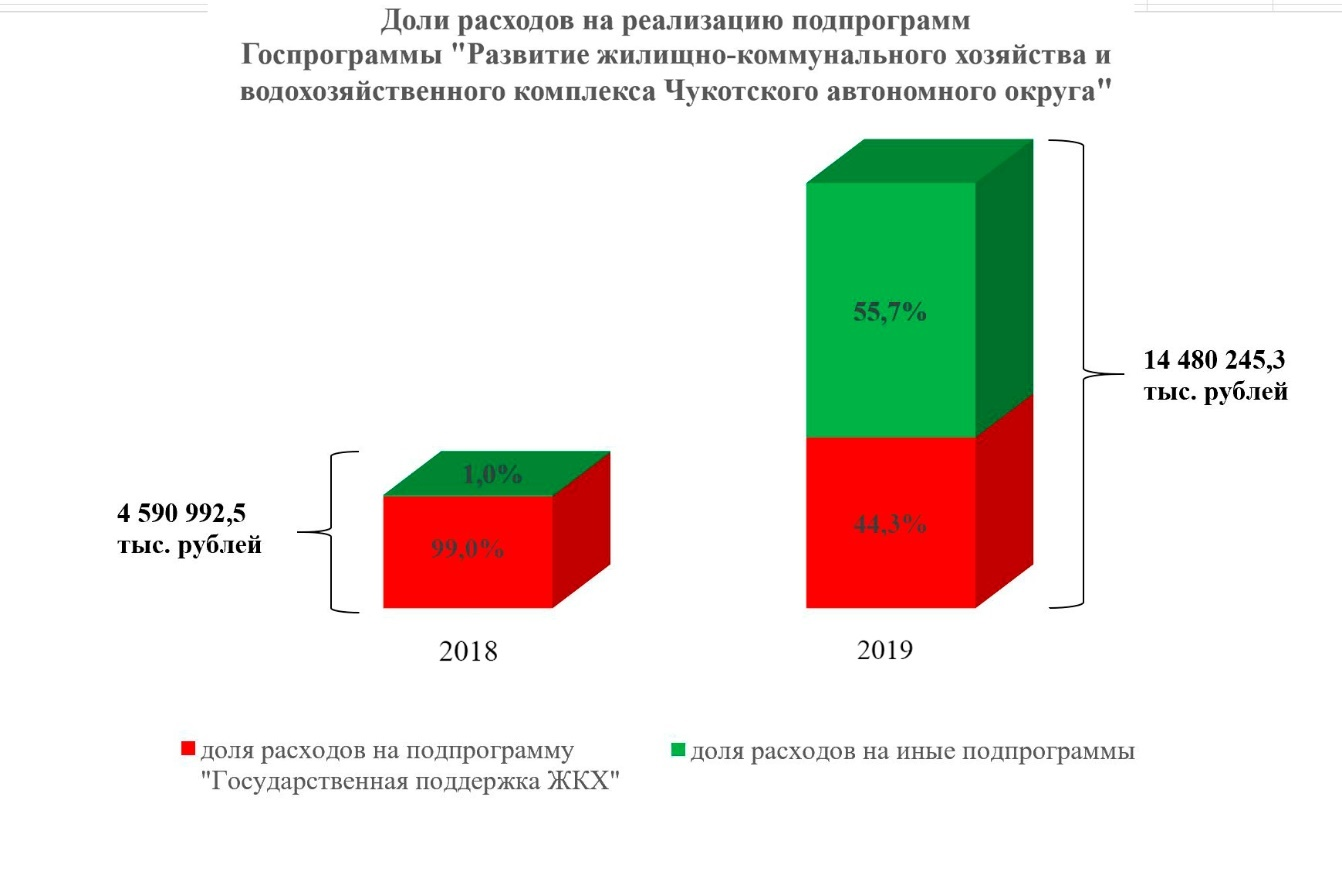 Доли расходов на реализацию подпрограмм
Госпрограммы "Развитие жилищно-коммунального хозяйства и
водохозяйственного комплекса Чукотского автономного округа"
55,7%
14 480 245,3
тыс. рублей
1,0%
4 590 992,5
тыс. рублей
99,0%
44,3%
2018
2019
доля расходов на подпрограмму
"Государственная поддержка ЖКХ"
доля расходов на иные подпрограммы